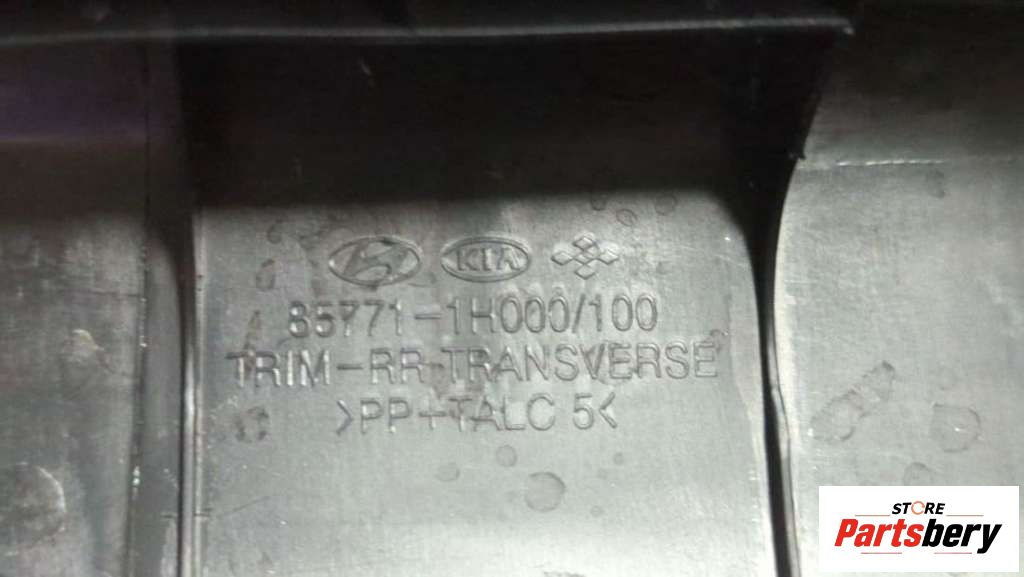 KIA
85771-1H000/100
TRIM-RR TRANSVERSE
>PP+TALC 5<
STORE
Partsbery